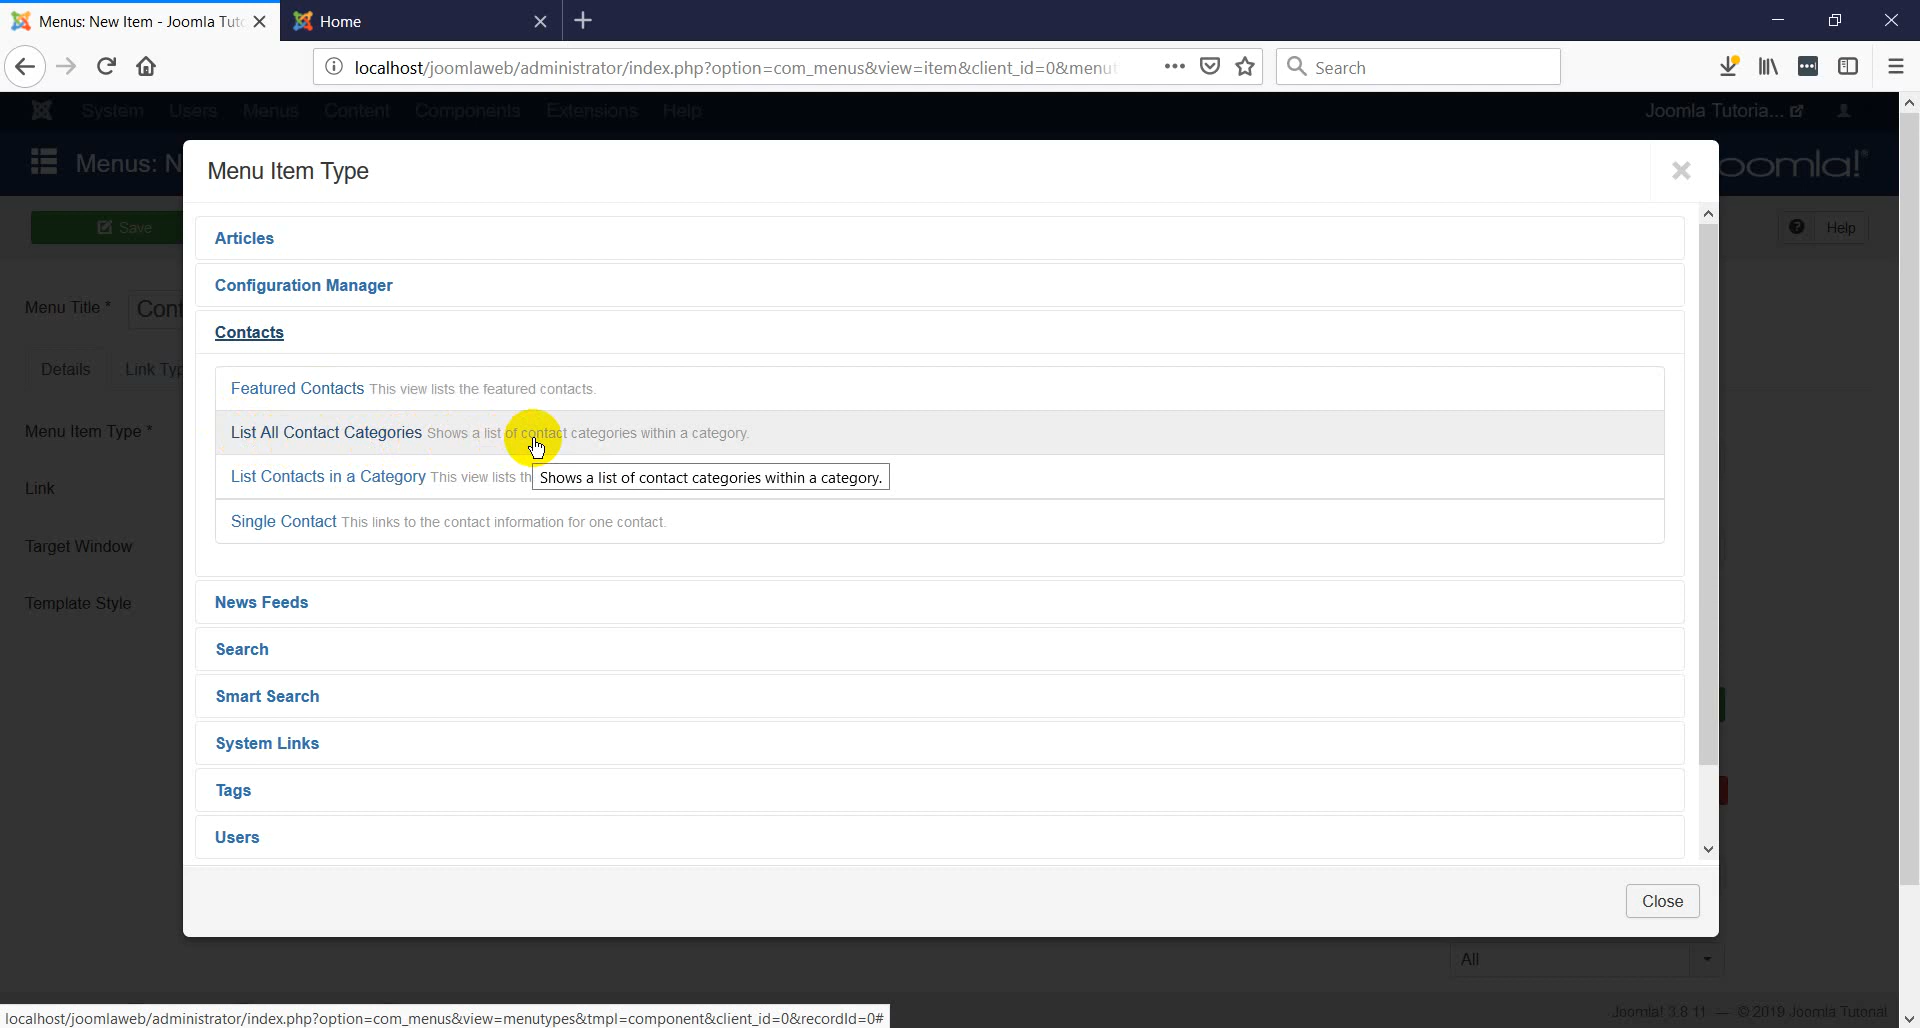 Menus: New Item - Joomla Tut
Home
localhost/joomlaweb/administrator/index.php?option=com_menus&view=item&client_id=0&menut
Search
System Users Menus Content Components Extensions Help
Joomla Tutoria...
Menus: N
oomla!
Menu Item Type
Save
Help
Articles
Configuration Manager
Menu Title *
Cont
Contacts
Details
Link Typ
Featured Contacts This view lists the featured contacts.
Menu Item Type *
List All Contact Categories Shows a list of contact categories within a category.
List Contacts in a Category This view lists th
Shows a list of contact categories within a category.
Link
Single Contact This links to the contact information for one contact.
Target Window
Template Style
News Feeds
Search
Smart Search
System Links
Tags
Users
Close
All
Joomla! 3.8.11 — © 2019 Joomla Tutorial
localhost/joomlaweb/administrator/index.php?option=com_menus&view=menutypes&tmpl=component&client_id=0&recordId=0#